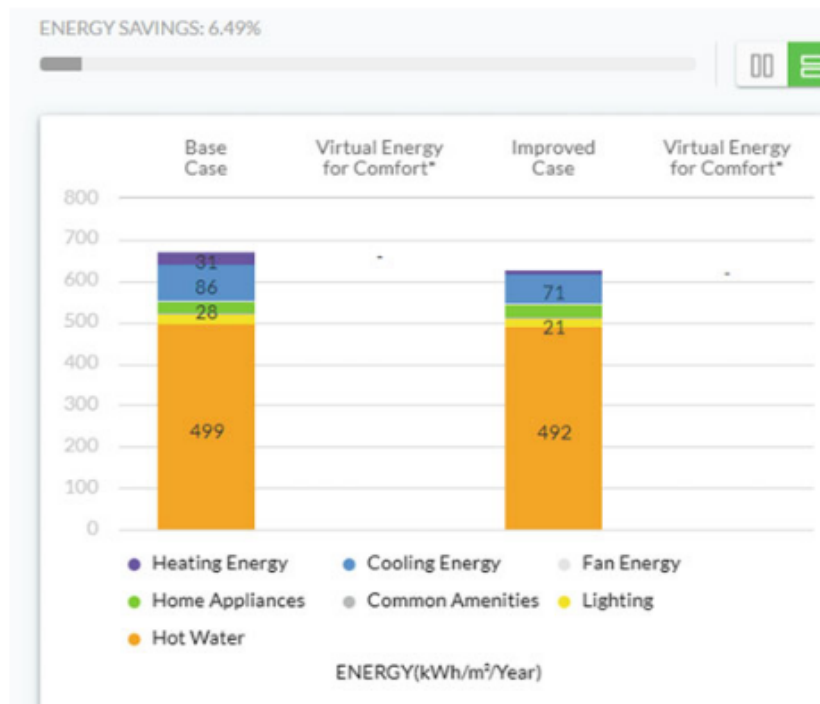 ENERGY SAVINGS: 6.49%
Base Case
Virtual Energy for Comfort*
Improved Case
Virtual Energy for Comfort*
800
700
600
500
400
300
200
100
0
31
86
28
499
-
71
21
492
-
Heating Energy
Cooling Energy
Fan Energy
Home Appliances
Common Amenities
Lighting
Hot Water
ENERGY(kWh/m²/Year)